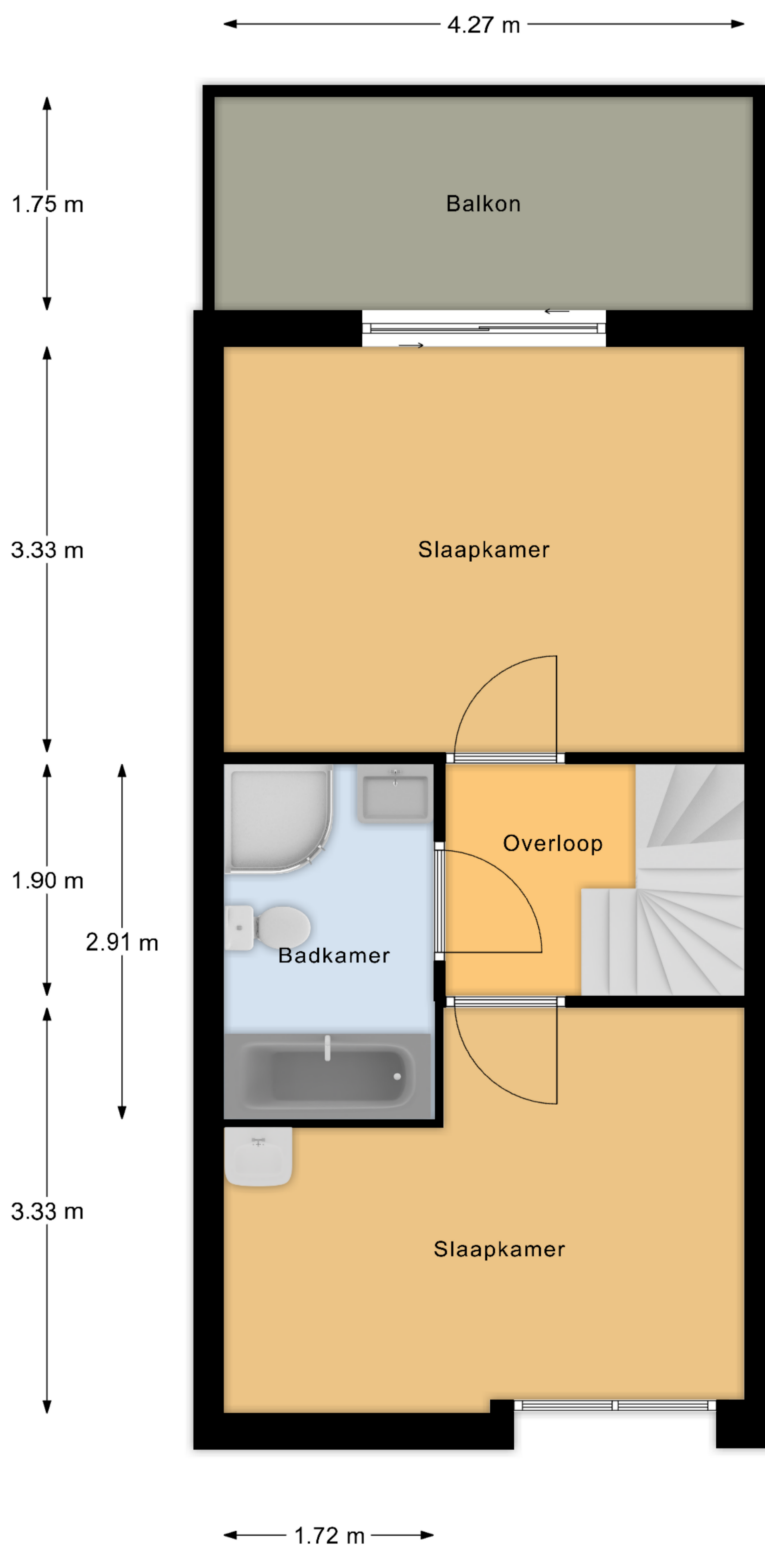 4.27 m
1.75 m
Balkon
3.33 m
Slaapkamer
Overloop
1.90 m
2.91 m
Badkamer
3.33 m
Slaapkamer
1.72 m